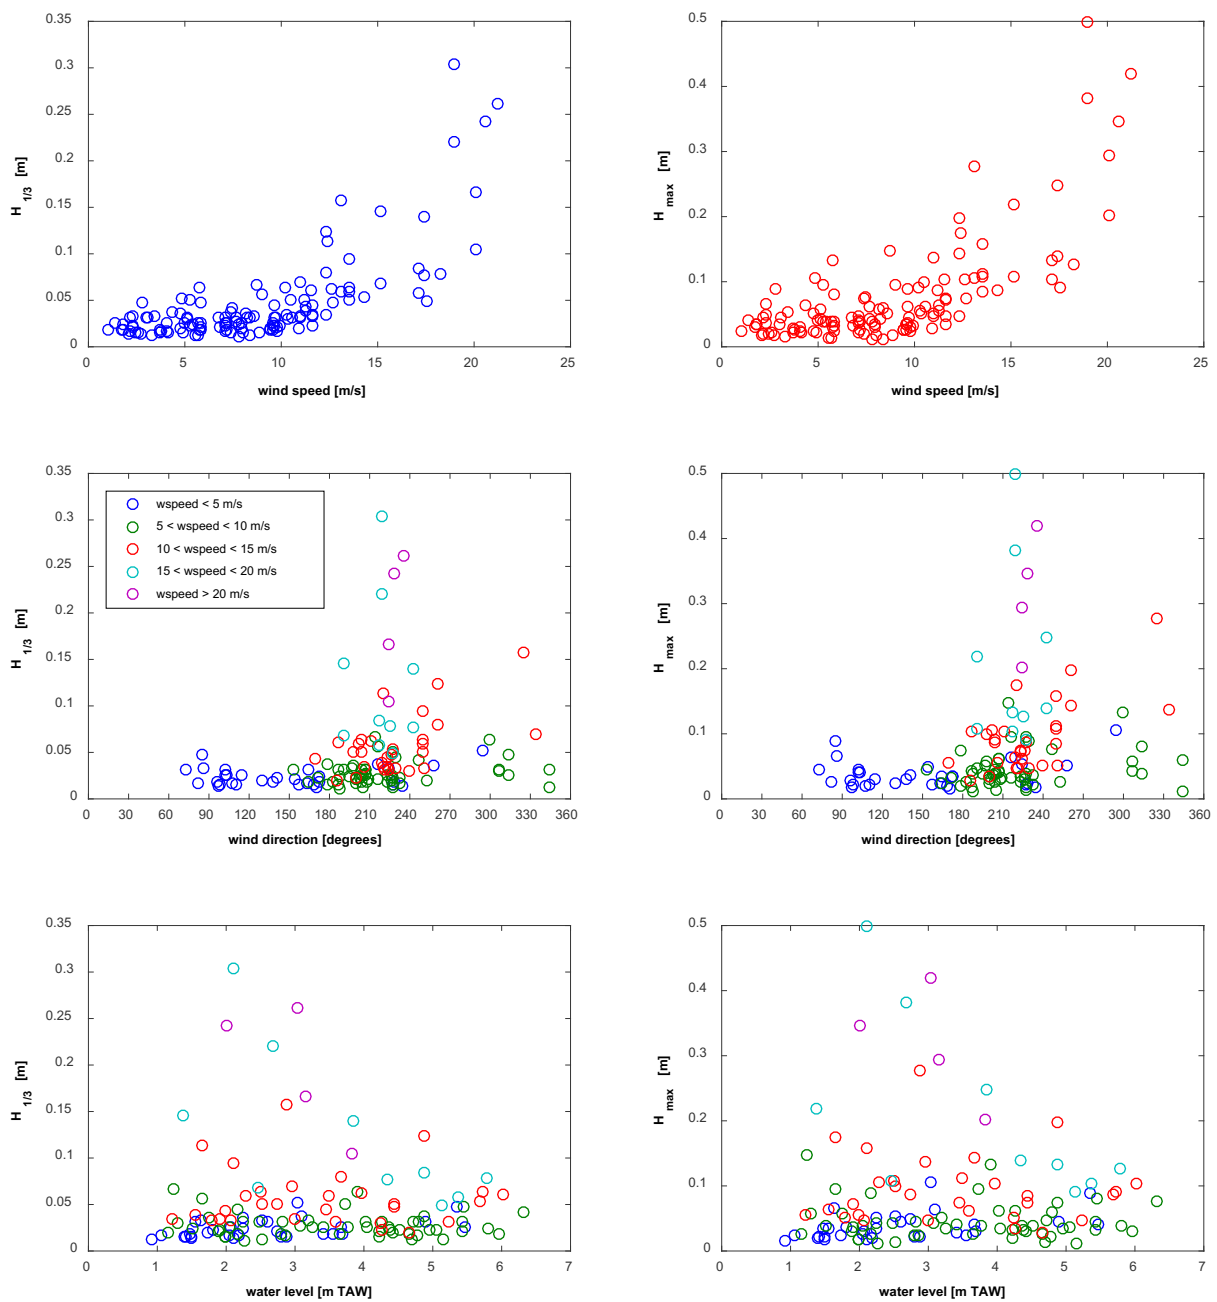 0.35
0.3
0.25
0.2
0.15
0.1
0.05
0
H 1/3 [m]
0 5 10 15 20 25
wind speed [m/s]
0.5
0.4
0.3
0.2
0.1
0
H max [m]
0 5 10 15 20 25
wind speed [m/s]
0.35
0.3
0.25
0.2
0.15
0.1
0.05
0
H 1/3 [m]
wspeed < 5 m/s
5 < wspeed < 10 m/s
10 < wspeed < 15 m/s
15 < wspeed < 20 m/s
wspeed > 20 m/s
0 30 60 90 120 150 180 210 240 270 300 330 360
wind direction [degrees]
0.5
0.4
0.3
0.2
0.1
0
H max [m]
0 30 60 90 120 150 180 210 240 270 300 330 360
wind direction [degrees]
0.35
0.3
0.25
0.2
0.15
0.1
0.05
0
H 1/3 [m]
0 1 2 3 4 5 6 7
water level [m TAW]
0.5
0.4
0.3
0.2
0.1
0
H max [m]
0 1 2 3 4 5 6 7
water level [m TAW]